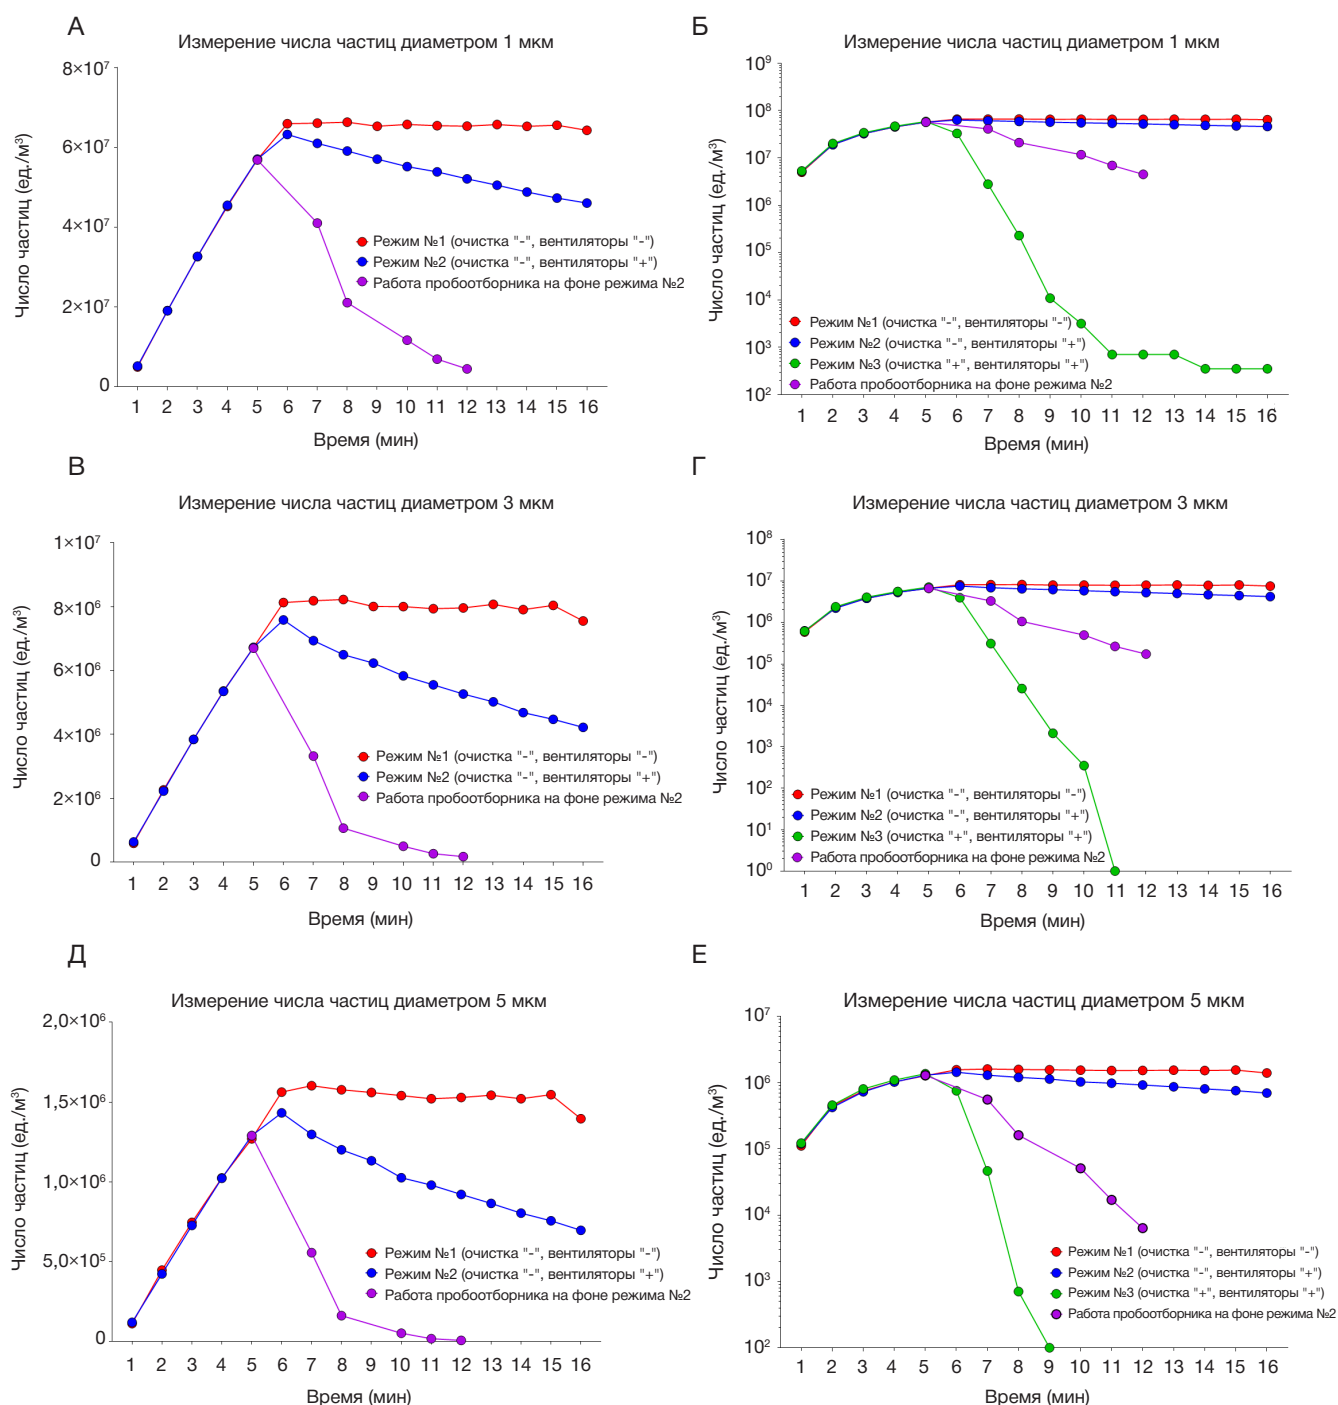 А
Измерение числа частиц диаметром 1 мкм
Число частиц (ед./м³)
8×10⁷
6×10⁷
4×10⁷
2×10⁷
0
1 2 3 4 5 6 7 8 9 10 11 12 13 14 15 16
Время (мин)
Режим №1 (очистка "-", вентиляторы "-")
Режим №2 (очистка "-", вентиляторы "+")
Работа пробоотборника на фоне режима №2
Б
Измерение числа частиц диаметром 1 мкм
Число частиц (ед./м³)
10⁹
10⁸
10⁷
10⁶
10⁵
10⁴
10³
10²
1 2 3 4 5 6 7 8 9 10 11 12 13 14 15 16
Время (мин)
Режим №1 (очистка "-", вентиляторы "-")
Режим №2 (очистка "-", вентиляторы "+")
Режим №3 (очистка "+", вентиляторы "+")
Работа пробоотборника на фоне режима №2
В
Измерение числа частиц диаметром 3 мкм
Число частиц (ед./м³)
1×10⁷
8×10⁶
6×10⁶
4×10⁶
2×10⁶
0
1 2 3 4 5 6 7 8 9 10 11 12 13 14 15 16
Время (мин)
Режим №1 (очистка "-", вентиляторы "-")
Режим №2 (очистка "-", вентиляторы "+")
Работа пробоотборника на фоне режима №2
Г
Измерение числа частиц диаметром 3 мкм
Число частиц (ед./м³)
10⁸
10⁷
10⁶
10⁵
10⁴
10³
10²
10¹
10⁰
1 2 3 4 5 6 7 8 9 10 11 12 13 14 15 16
Время (мин)
Режим №1 (очистка "-", вентиляторы "-")
Режим №2 (очистка "-", вентиляторы "+")
Режим №3 (очистка "+", вентиляторы "+")
Работа пробоотборника на фоне режима №2
Д
Измерение числа частиц диаметром 5 мкм
Число частиц (ед./м³)
2,0×10⁶
1,5×10⁶
1,0×10⁶
5,0×10⁵
0
1 2 3 4 5 6 7 8 9 10 11 12 13 14 15 16
Время (мин)
Режим №1 (очистка "-", вентиляторы "-")
Режим №2 (очистка "-", вентиляторы "+")
Работа пробоотборника на фоне режима №2
Е
Измерение числа частиц диаметром 5 мкм
Число частиц (ед./м³)
10⁷
10⁶
10⁵
10⁴
10³
10²
1 2 3 4 5 6 7 8 9 10 11 12 13 14 15 16
Время (мин)
Режим №1 (очистка "-", вентиляторы "-")
Режим №2 (очистка "-", вентиляторы "+")
Режим №3 (очистка "+", вентиляторы "+")
Работа пробоотборника на фоне режима №2